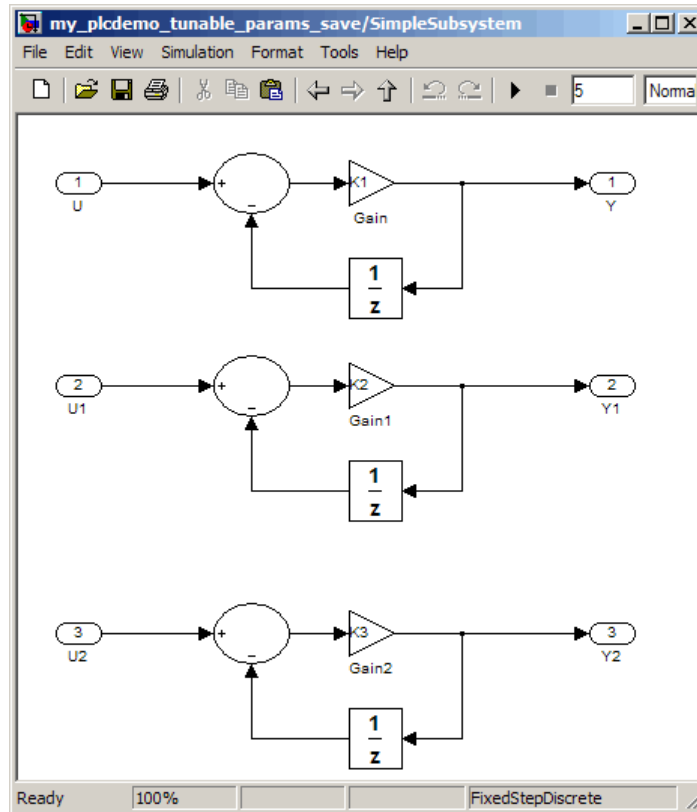 my_plcdemo_tunable_params_save/SimpleSubsystem
File Edit View Simulation Format Tools Help
5 Norma
1 + K1 1
U − Gain Y
1
z
2 + K2 2
U1 − Gain1 Y1
1
z
3 + K3 3
U2 − Gain2 Y2
1
z
Ready 100% FixedStepDiscrete